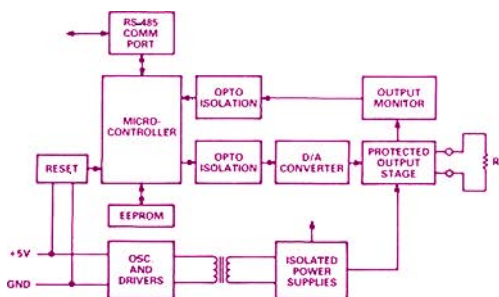 RS-485
COMM
PORT
MICRO-
CONTROLLER
OPTO
ISOLATION
OUTPUT
MONITOR
OPTO
ISOLATION
D/A
CONVERTER
PROTECTED
OUTPUT
STAGE
R
RESET
EEPROM
+5V
GND
OSC.
AND
DRIVERS
ISOLATED
POWER
SUPPLIES